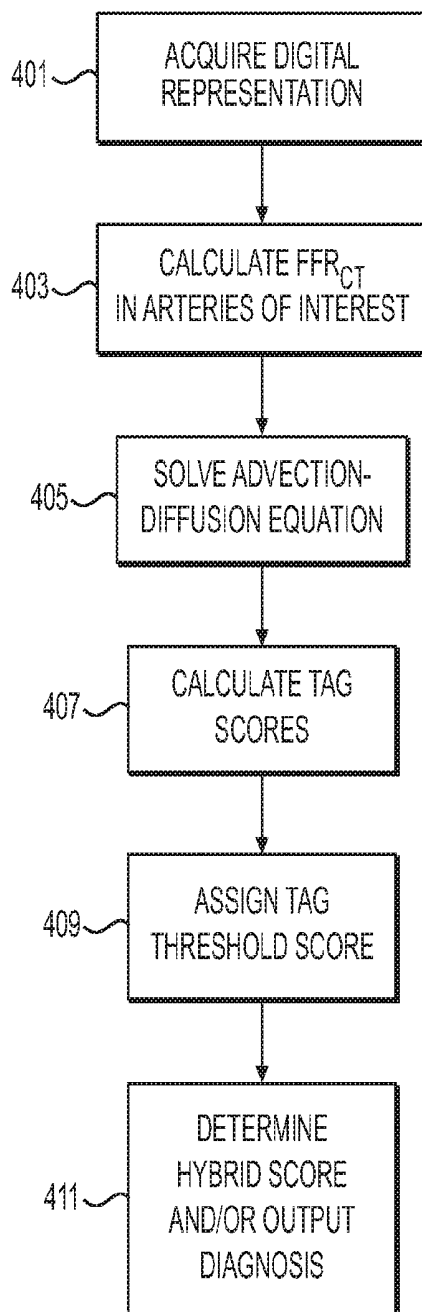 401
ACQUIRE DIGITAL
REPRESENTATION
403
CALCULATE FFRCT
IN ARTERIES OF INTEREST
405
SOLVE ADVECTION-
DIFFUSION EQUATION
407
CALCULATE TAG
SCORES
409
ASSIGN TAG
THRESHOLD SCORE
411
DETERMINE
HYBRID SCORE
AND/OR OUTPUT
DIAGNOSIS